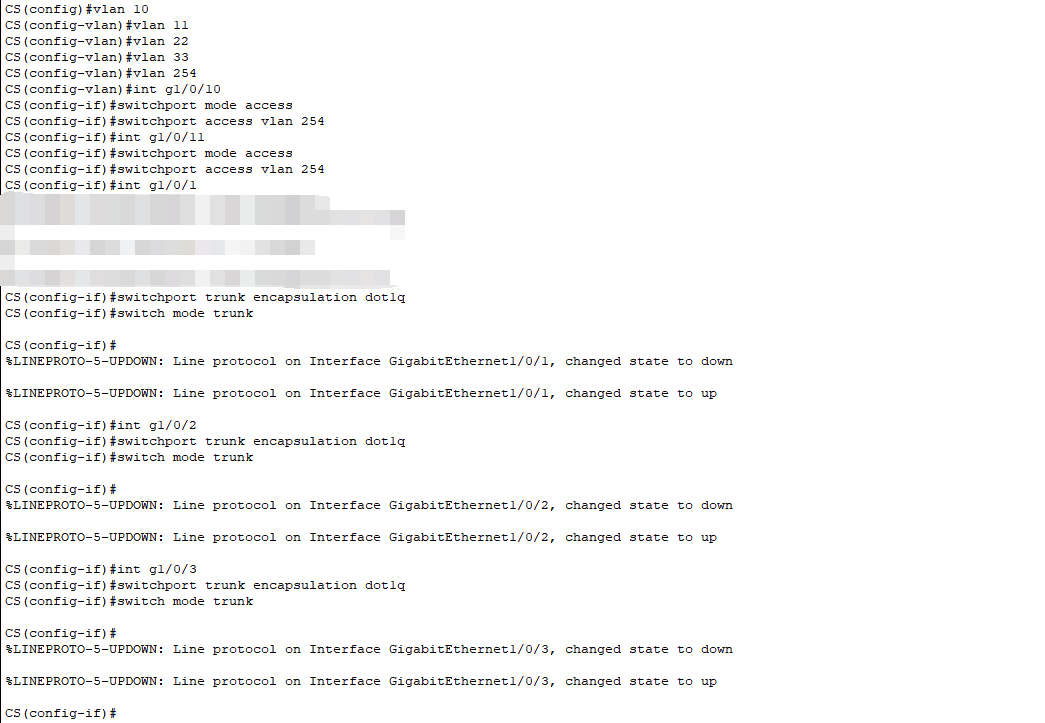 CS(config)#vlan 10
CS(config-vlan)#vlan 11
CS(config-vlan)#vlan 22
CS(config-vlan)#vlan 33
CS(config-vlan)#vlan 254
CS(config-vlan)#int g1/0/10
CS(config-if)#switchport mode access
CS(config-if)#switchport access vlan 254
CS(config-if)#int g1/0/11
CS(config-if)#switchport mode access
CS(config-if)#switchport access vlan 254
CS(config-if)#int g1/0/1
CS(config-if)#switchport trunk encapsulation dot1q
CS(config-if)#switch mode trunk
CS(config-if)#
%LINEPROTO-5-UPDOWN: Line protocol on Interface GigabitEthernet1/0/1, changed state to down
%LINEPROTO-5-UPDOWN: Line protocol on Interface GigabitEthernet1/0/1, changed state to up
CS(config-if)#int g1/0/2
CS(config-if)#switchport trunk encapsulation dot1q
CS(config-if)#switch mode trunk
CS(config-if)#
%LINEPROTO-5-UPDOWN: Line protocol on Interface GigabitEthernet1/0/2, changed state to down
%LINEPROTO-5-UPDOWN: Line protocol on Interface GigabitEthernet1/0/2, changed state to up
CS(config-if)#int g1/0/3
CS(config-if)#switchport trunk encapsulation dot1q
CS(config-if)#switch mode trunk
CS(config-if)#
%LINEPROTO-5-UPDOWN: Line protocol on Interface GigabitEthernet1/0/3, changed state to down
%LINEPROTO-5-UPDOWN: Line protocol on Interface GigabitEthernet1/0/3, changed state to up
CS(config-if)#